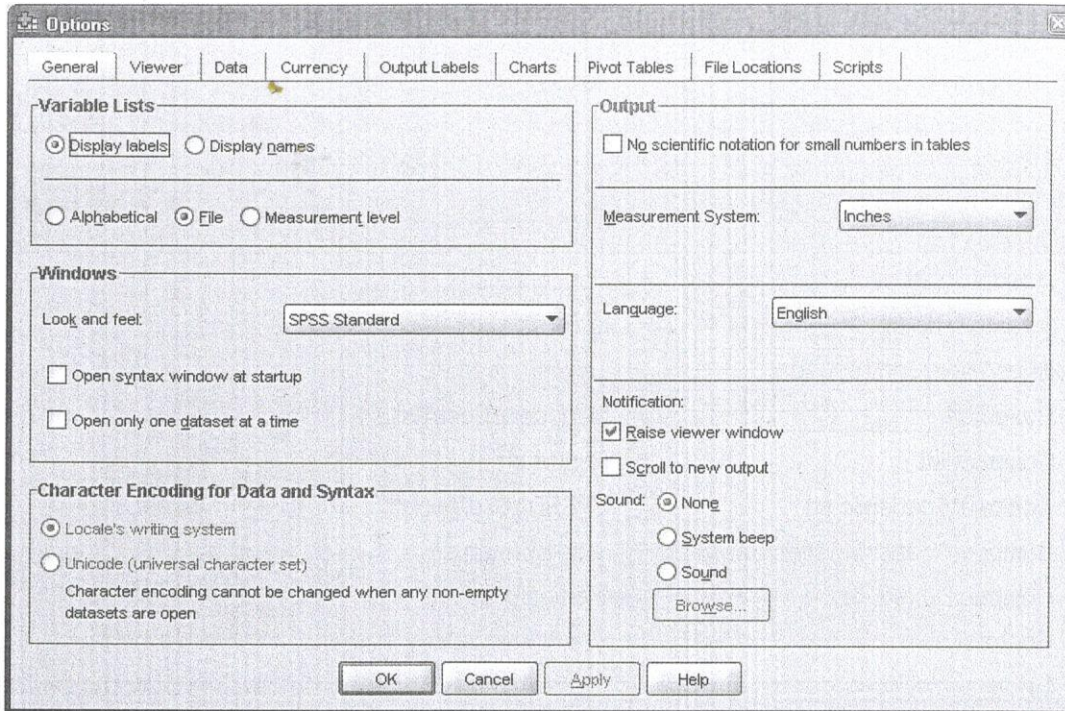 Options
General Viewer Data Currency Output Labels Charts Pivot Tables File Locations Scripts
Variable Lists
Display labels Display names
Alphabetical File Measurement level
Windows
Look and feel: SPSS Standard
Open syntax window at startup
Open only one dataset at a time
Character Encoding for Data and Syntax
Locale's writing system
Unicode (universal character set)
Character encoding cannot be changed when any non-empty
datasets are open
Output
No scientific notation for small numbers in tables
Measurement System: Inches
Language: English
Notification:
Raise viewer window
Scroll to new output
Sound: None
System beep
Sound
Browse...
OK Cancel Apply Help